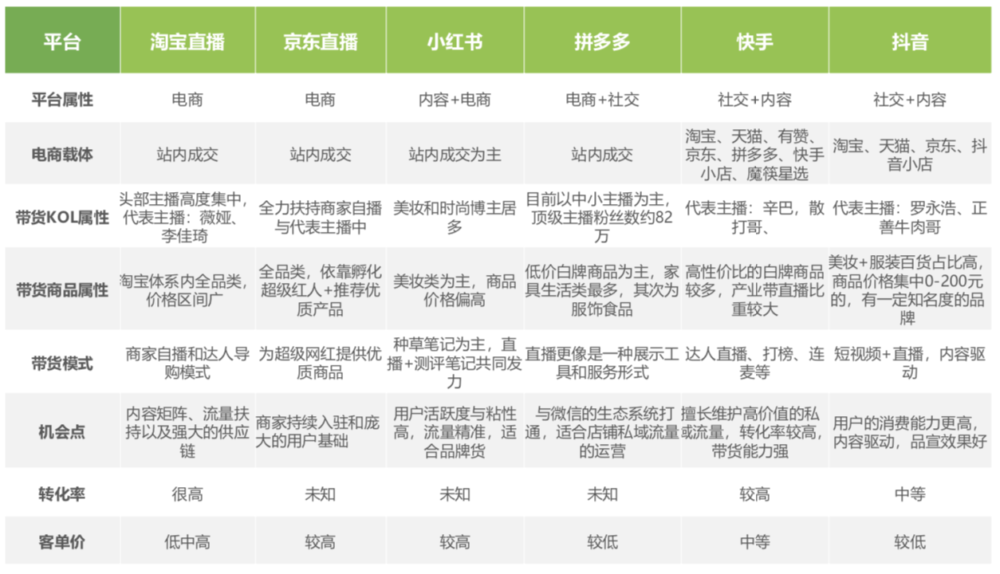 平台 淘宝直播 京东直播 小红书 拼多多 快手 抖音
平台属性 电商 电商 内容+电商 电商+社交 社交+内容 社交+内容
电商载体
站内成交
站内成交
站内成交为主
站内成交
淘宝、天猫、有赞、
京东、拼多多、快手
小店、魔筷星选
淘宝、天猫、京东、抖
音小店
带货KOL属性
头部主播高度集中，
代表主播：薇娅、
李佳琦
全力扶持商家自播
与代表主播中
美妆和时尚博主居
多
目前以中小主播为主，
顶级主播粉丝数约82
万
代表主播：辛巴，散
打哥、
代表主播：罗永浩、正
善牛肉哥
带货商品属性
淘宝体系内全品类，
价格区间广
全品类，依靠孵化
超级红人+推荐优
质产品
美妆类为主，商品
价格偏高
低价白牌商品为主，家
具生活类最多，其次为
服饰食品
高性价比的白牌商品
较多，产业带直播比
重较大
美妆+服装百货占比高，
商品价格集中0-200元
的，有一定知名度的品
牌
带货模式
商家自播和达人导
购模式
为超级网红提供优
质商品
种草笔记为主，直
播+测评笔记共同发
力
直播更像是一种展示工
具和服务形式
达人直播、打榜、连
麦等
短视频+直播，内容驱
动
机会点
内容矩阵、流量扶
持以及强大的供应
链
商家持续入驻和庞
大的用户基础
用户活跃度与粘性
高，流量精准，适
合品牌货
与微信的生态系统打
通，适合店铺私域流量
的运营
擅长维护高价值的私
域流量，转化率较高，
带货能力强
用户的消费能力更高，
内容驱动，品宣效果好
转化率 很高 未知 未知 未知 较高 中等
客单价 低中高 较高 较高 较低 中等 较低